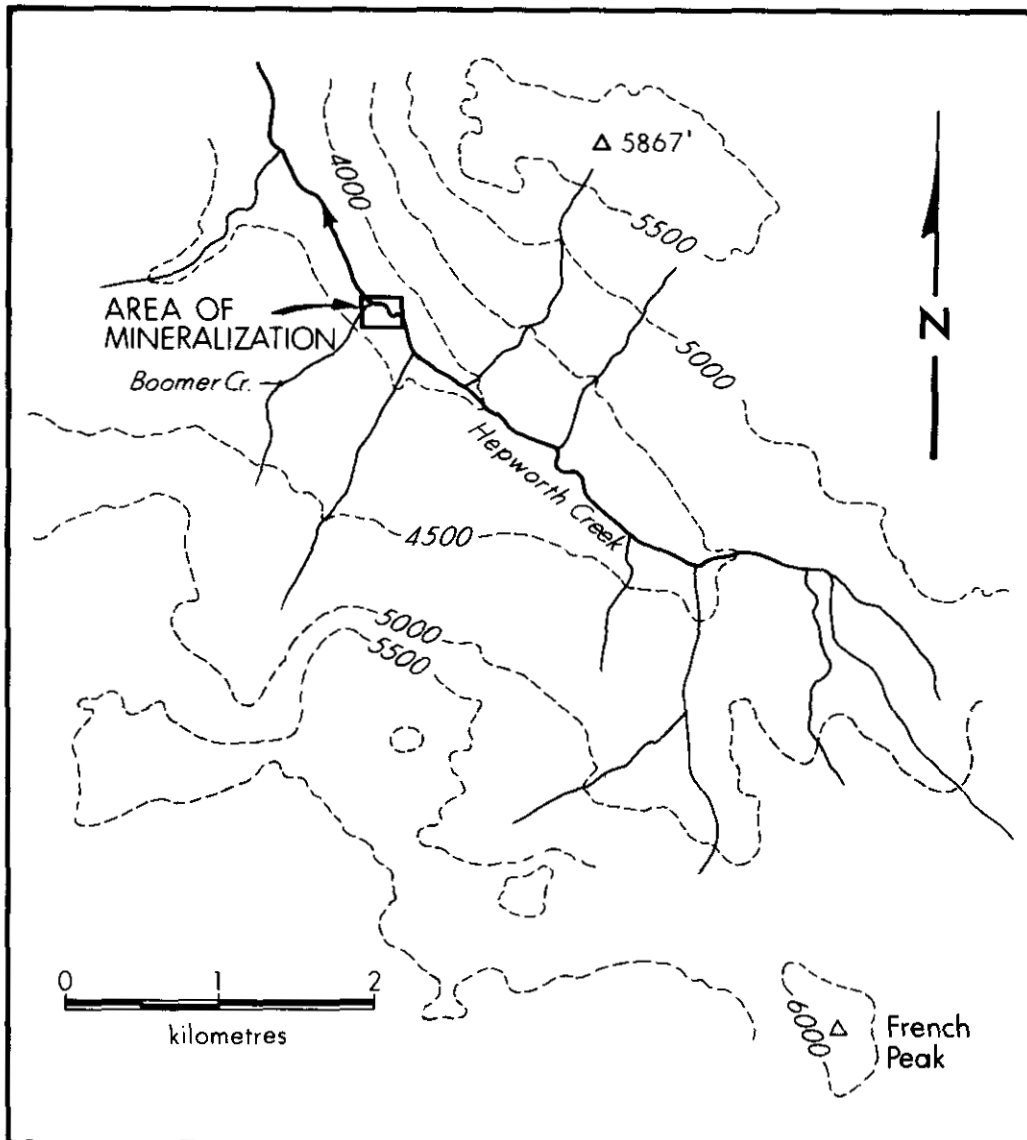 5867'
4000
5500
N
AREA OF
MINERALIZATION
5000
Boomer Cr.
Hepworth Creek
4500
5000
5500
0 1 2
kilometres
6000
French
Peak